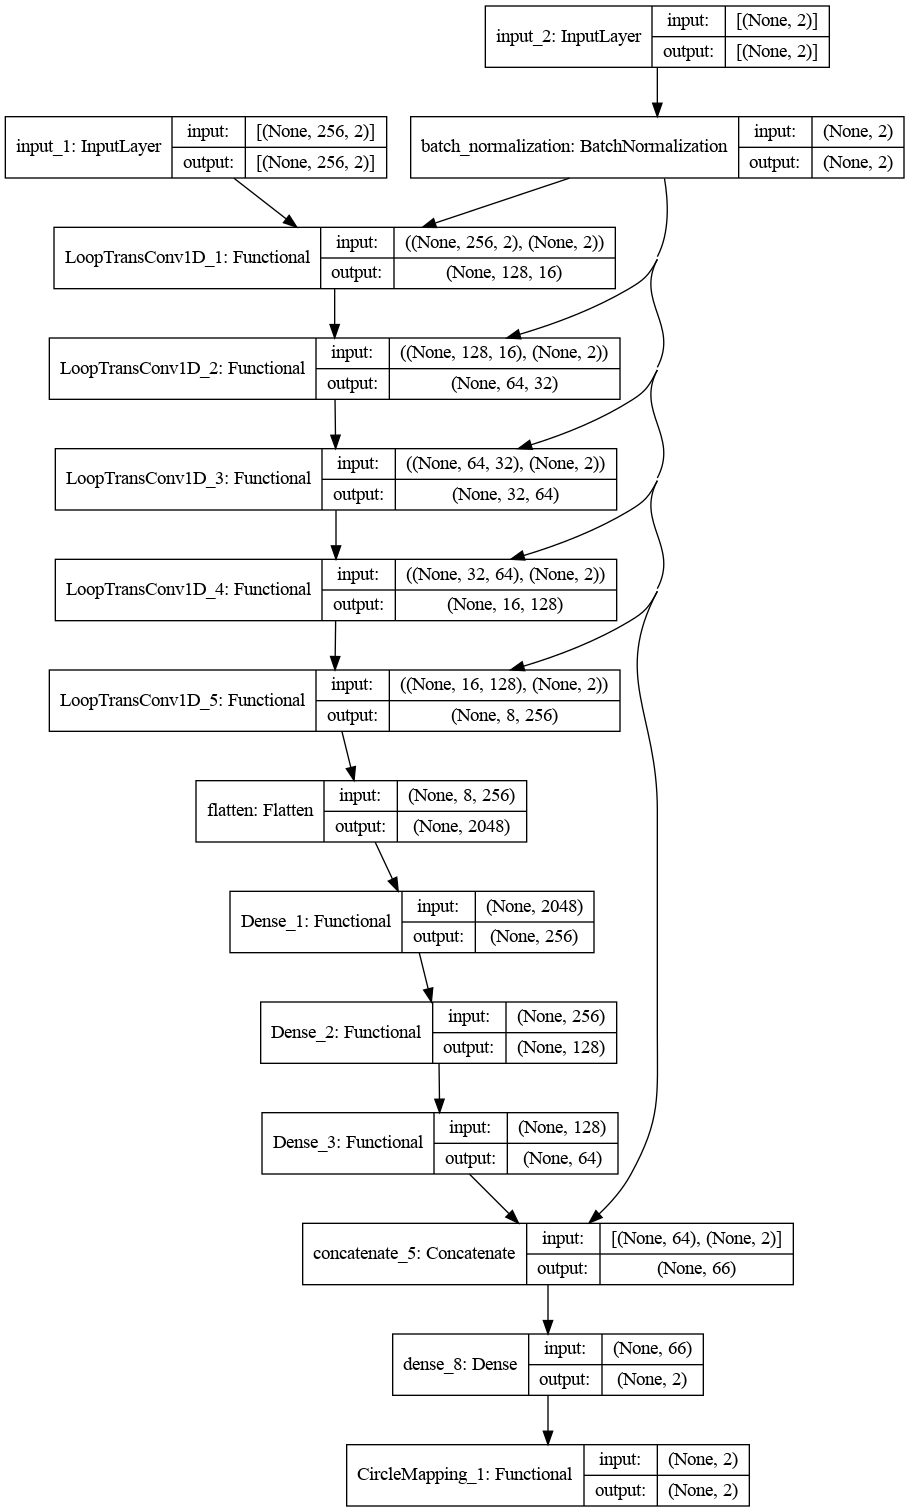 input_2: InputLayer
input: [(None, 2)]
output: [(None, 2)]
input_1: InputLayer
input: [(None, 256, 2)]
output: [(None, 256, 2)]
batch_normalization: BatchNormalization
input: (None, 2)
output: (None, 2)
LoopTransConv1D_1: Functional
input: ((None, 256, 2), (None, 2))
output: (None, 128, 16)
LoopTransConv1D_2: Functional
input: ((None, 128, 16), (None, 2))
output: (None, 64, 32)
LoopTransConv1D_3: Functional
input: ((None, 64, 32), (None, 2))
output: (None, 32, 64)
LoopTransConv1D_4: Functional
input: ((None, 32, 64), (None, 2))
output: (None, 16, 128)
LoopTransConv1D_5: Functional
input: ((None, 16, 128), (None, 2))
output: (None, 8, 256)
flatten: Flatten
input: (None, 8, 256)
output: (None, 2048)
Dense_1: Functional
input: (None, 2048)
output: (None, 256)
Dense_2: Functional
input: (None, 256)
output: (None, 128)
Dense_3: Functional
input: (None, 128)
output: (None, 64)
concatenate_5: Concatenate
input: [(None, 64), (None, 2)]
output: (None, 66)
dense_8: Dense
input: (None, 66)
output: (None, 2)
CircleMapping_1: Functional
input: (None, 2)
output: (None, 2)